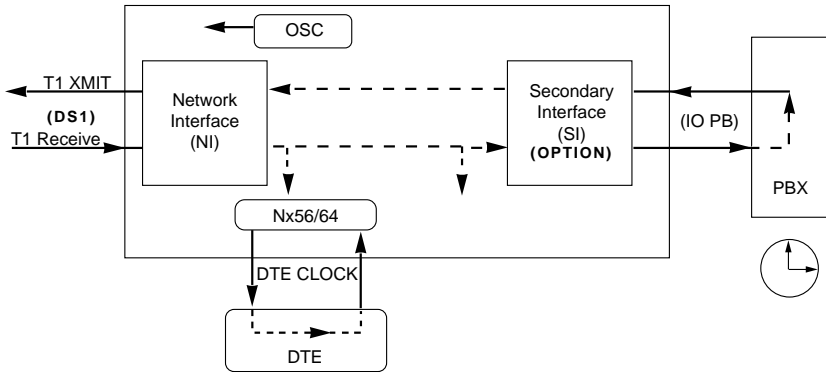 OSC
T1 XMIT
(DS1)
T1 Receive
Network
Interface
(NI)
Secondary
Interface
(SI)
(OPTION)
(IO PB)
PBX
Nx56/64
DTE CLOCK
DTE